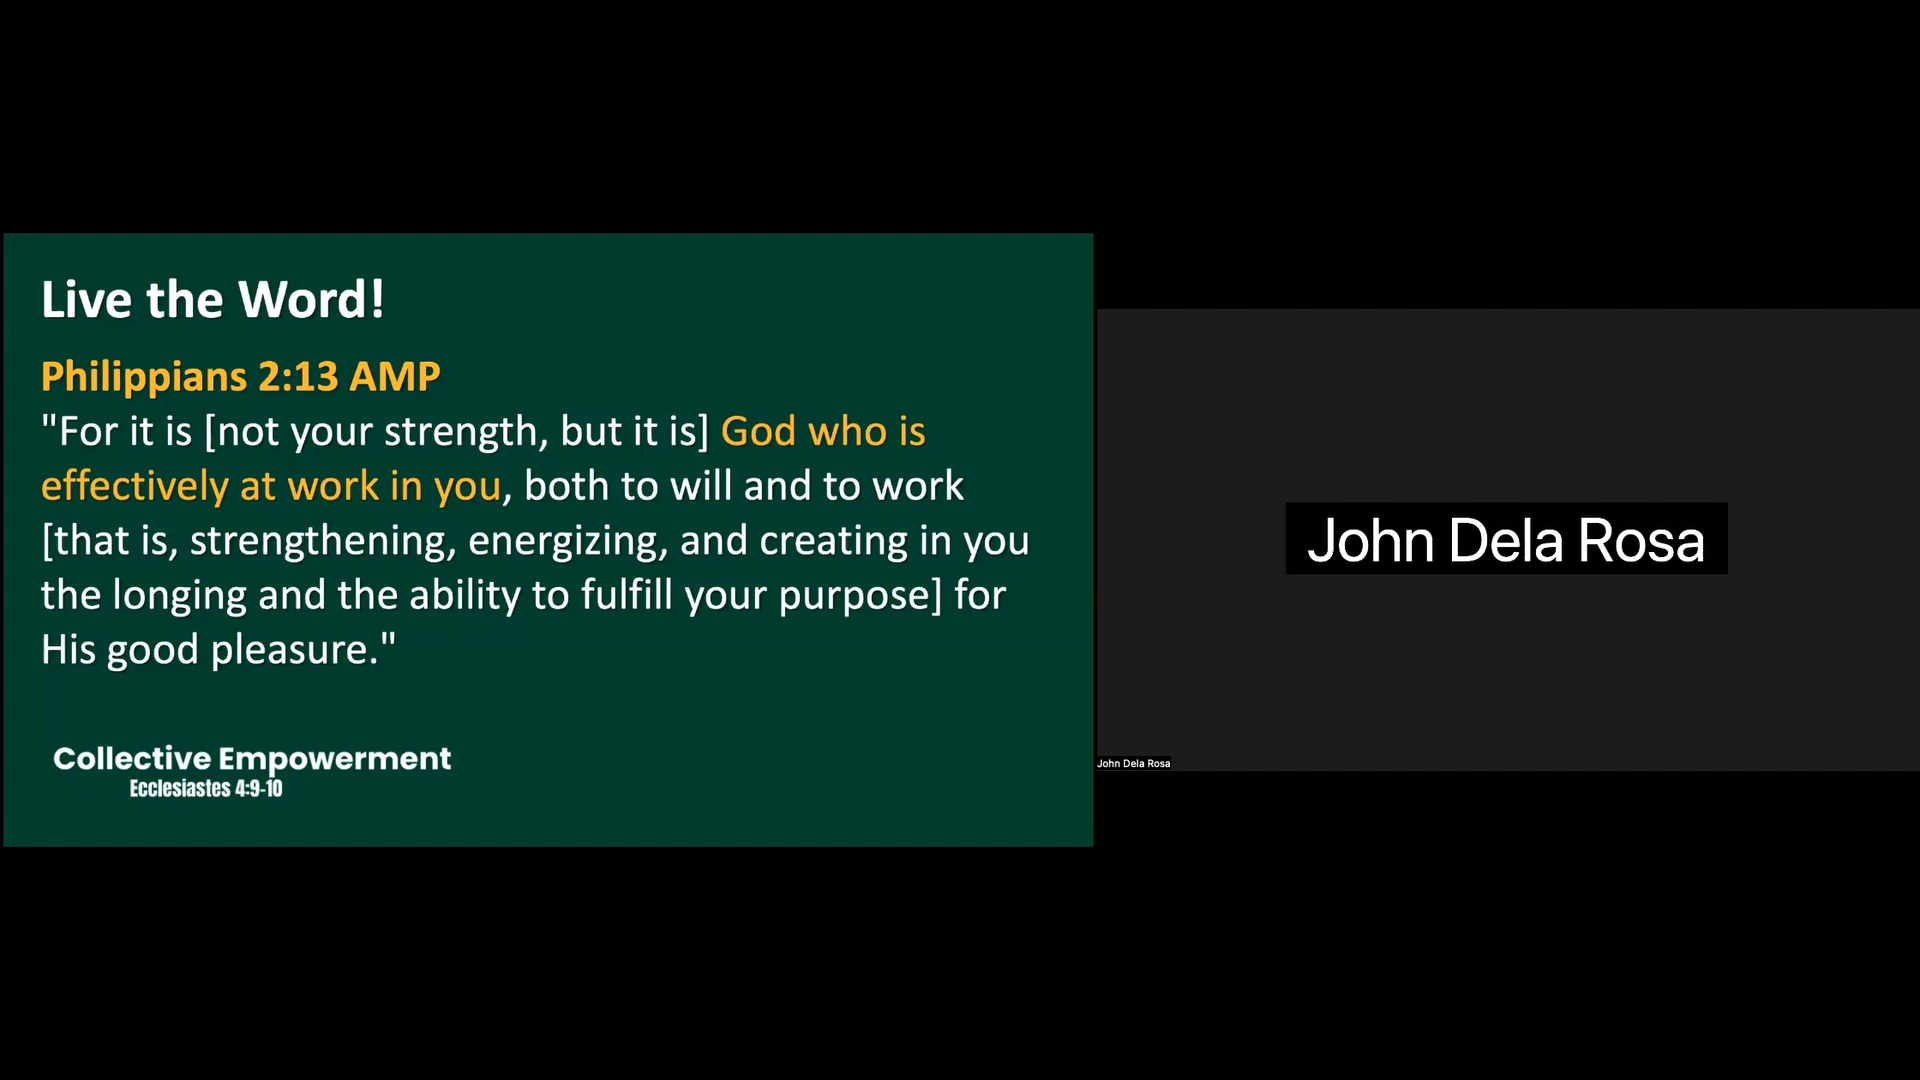 Live the Word!
Philippians 2:13 AMP
"For it is [not your strength, but it is] God who is
effectively at work in you, both to will and to work
[that is, strengthening, energizing, and creating in you
the longing and the ability to fulfill your purpose] for
His good pleasure."
Collective Empowerment
Ecclesiastes 4:9-10
John Dela Rosa
John Dela Rosa